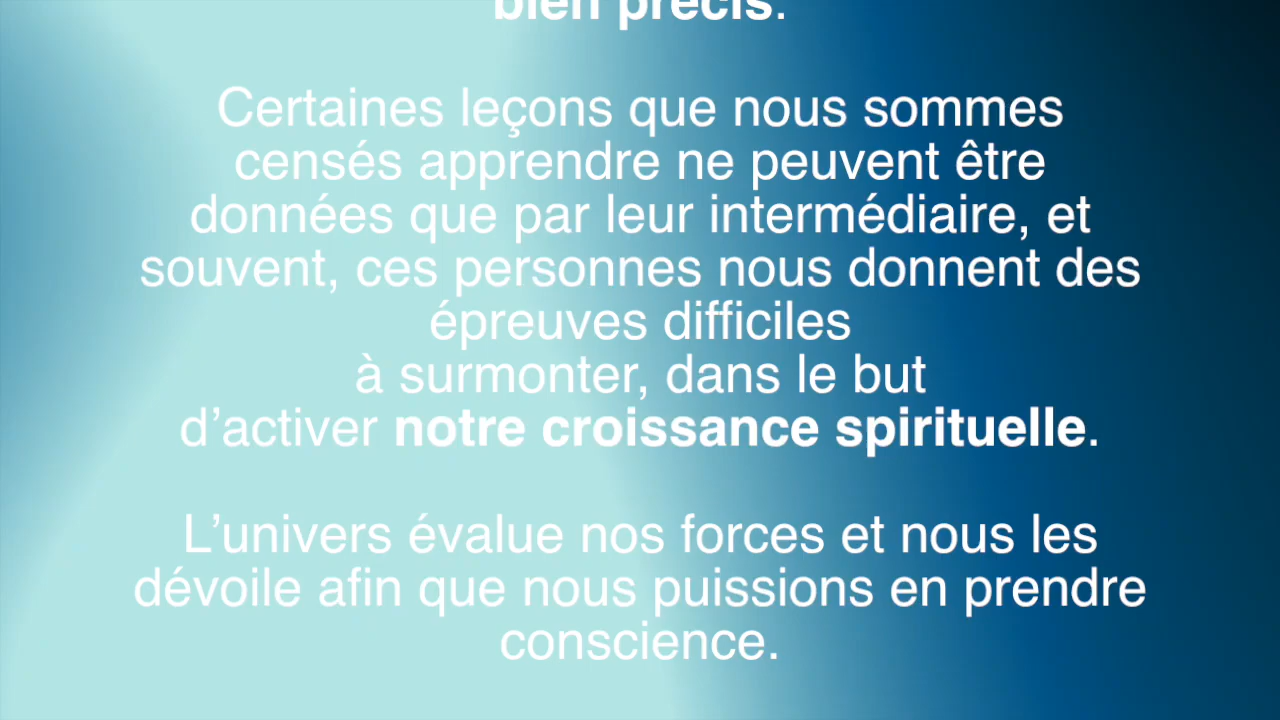 bien précis.
Certaines leçons que nous sommes
censés apprendre ne peuvent être
données que par leur intermédiaire, et
souvent, ces personnes nous donnent des
épreuves difficiles
à surmonter, dans le but
d’activer notre croissance spirituelle.
L’univers évalue nos forces et nous les
dévoile afin que nous puissions en prendre
conscience.